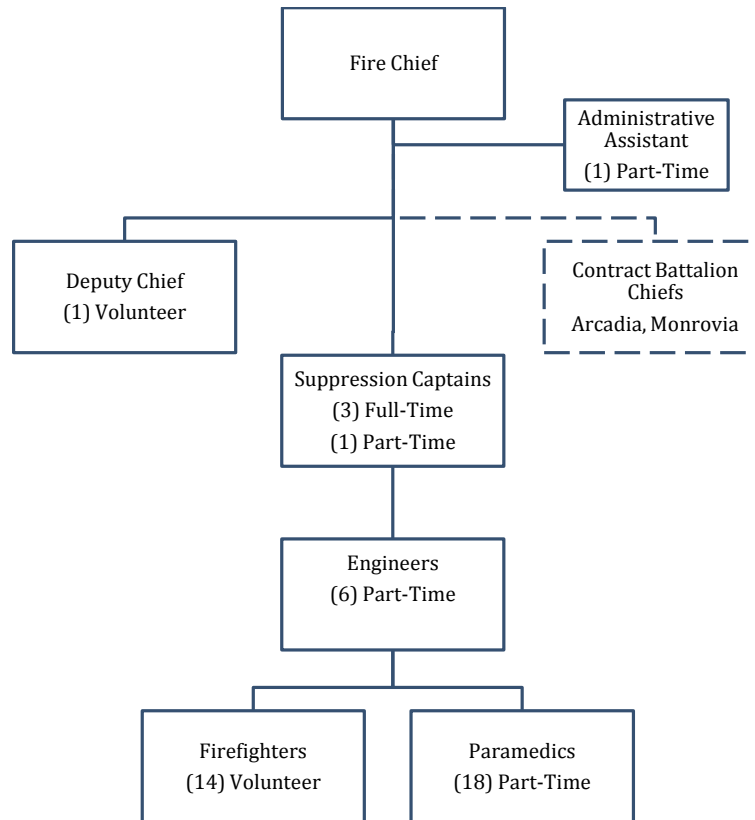 Fire Chief
Administrative
Assistant
(1) Part-Time
Deputy Chief
(1) Volunteer
Contract Battalion
Chiefs
Arcadia, Monrovia
Suppression Captains
(3) Full-Time
(1) Part-Time
Engineers
(6) Part-Time
Firefighters
(14) Volunteer
Paramedics
(18) Part-Time